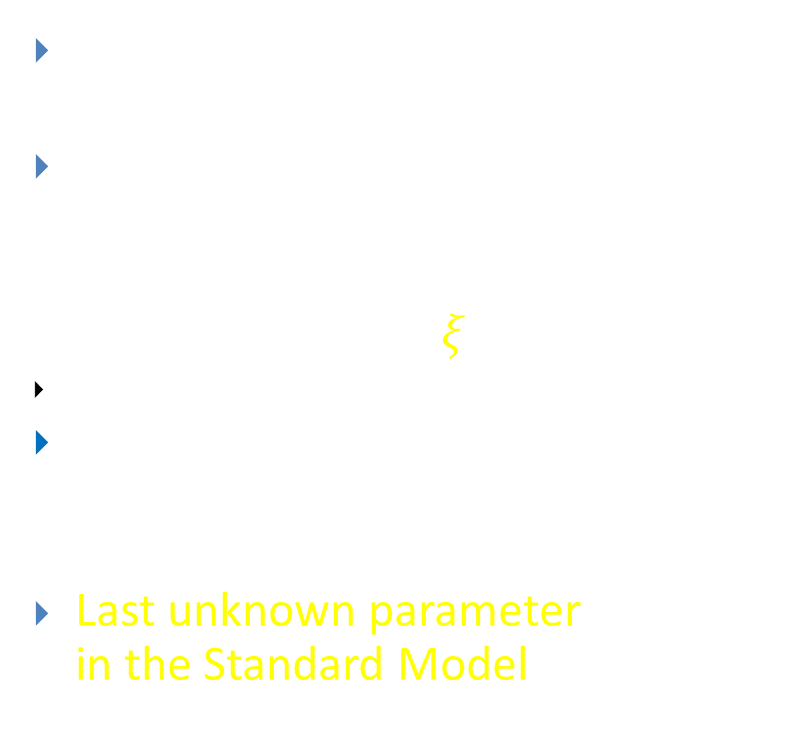 ξ
Last unknown parameter
in the Standard Model